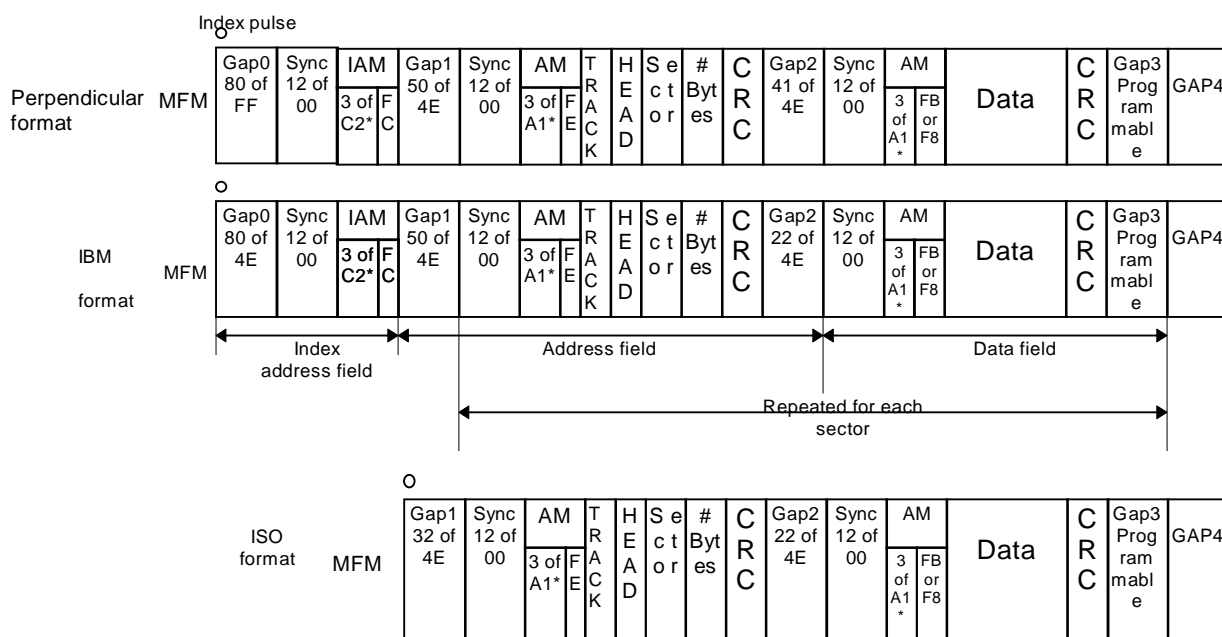 Index pulse
Perpendicular format
MFM
Gap0 80 of FF
Sync 12 of 00
IAM
3 of C2*
FC
Gap1 50 of 4E
Sync 12 of 00
AM
3 of A1*
FE
TRACK
HEAD
Sector
# Bytes
CRC
Gap2 41 of 4E
Sync 12 of 00
AM
3 of A1*
FB or F8
Data
CRC
Gap3 Programmable
GAP4
IBM format
MFM
Gap0 80 of 4E
Sync 12 of 00
IAM
3 of C2*
FC
Gap1 50 of 4E
Sync 12 of 00
AM
3 of A1*
FE
TRACK
HEAD
Sector
# Bytes
CRC
Gap2 22 of 4E
Sync 12 of 00
AM
3 of A1*
FB or F8
Data
CRC
Gap3 Programmable
GAP4
Index address field
Address field
Data field
Repeated for each sector
ISO format
MFM
Gap1 32 of 4E
Sync 12 of 00
AM
3 of A1*
FE
TRACK
HEAD
Sector
# Bytes
CRC
Gap2 22 of 4E
Sync 12 of 00
AM
3 of A1*
FB or F8
Data
CRC
Gap3 Programmable
GAP4